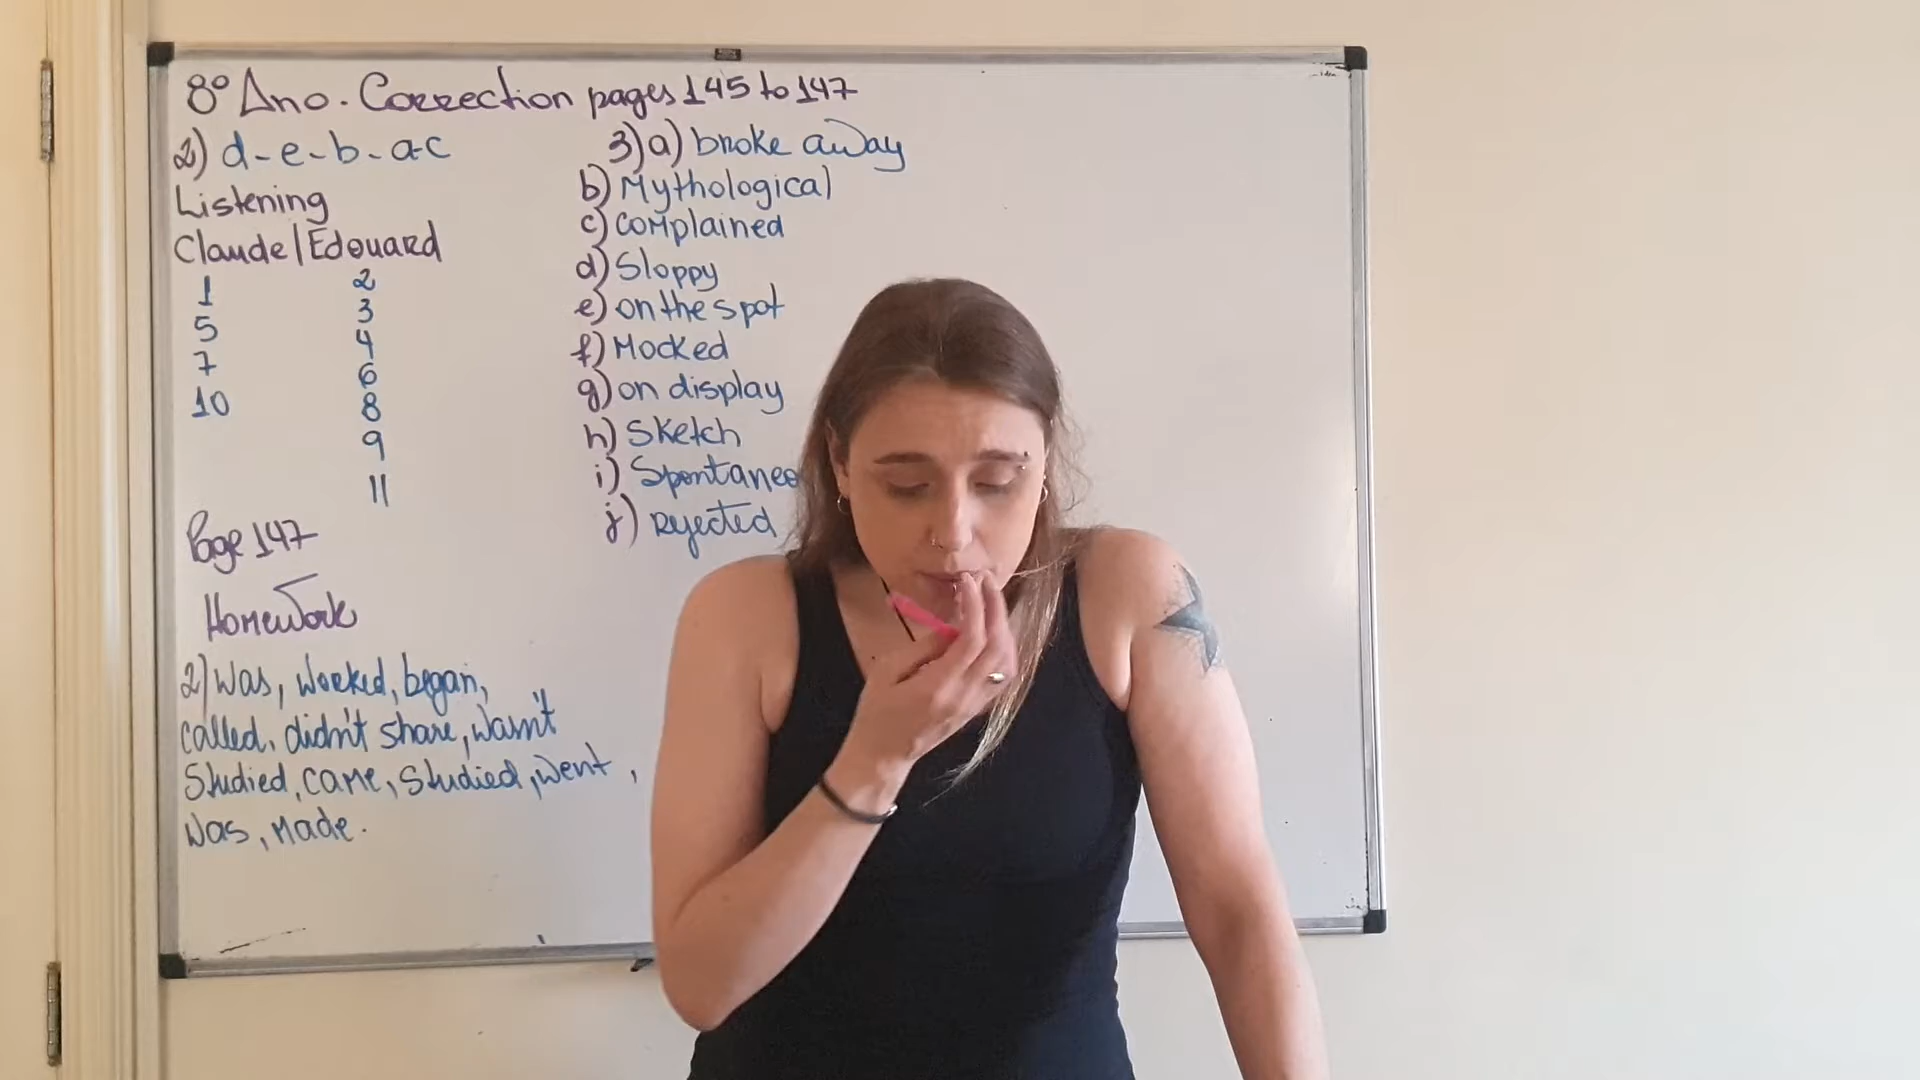 8º Ano. Correction pages 145 to 147
2) d-e-b-a-c
Listening
Claude | Edouard
1 2
5 3
7 4
10 6
8
9
11
Page 147
Homework
2) Was, worked, began,
called, didn't share, wasn't
Studied, came, studied, went,
was, made.
3) a) broke away
b) Mythological
c) complained
d) Sloppy
e) on the spot
f) Mocked
g) on display
h) Sketch
i) Spontaneo
j) rejected